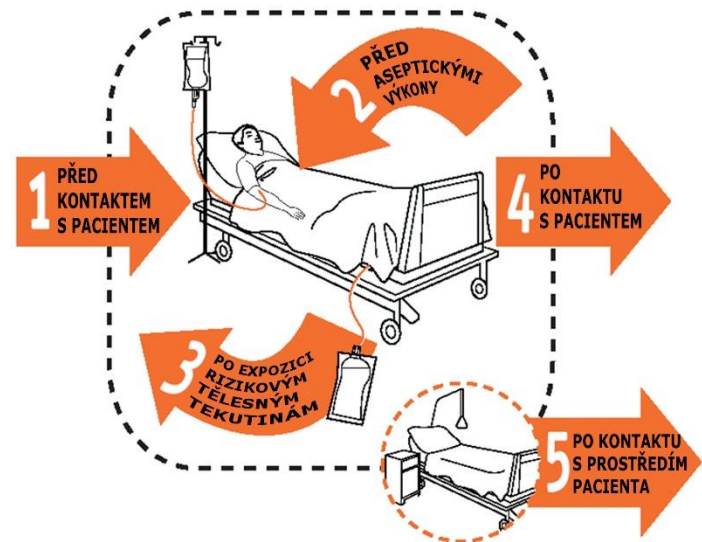 1
PŘED
KONTAKTEM
S PACIENTEM
2
PŘED
ASEPTICKÝMI
VÝKONY
3
PO EXPOZICI
RIZIKOVÝM
TĚLESNÝM
TEKUTINÁM
4
PO
KONTAKTU
S PACIENTEM
5
PO KONTAKTU
S PROSTŘEDÍM
PACIENTA